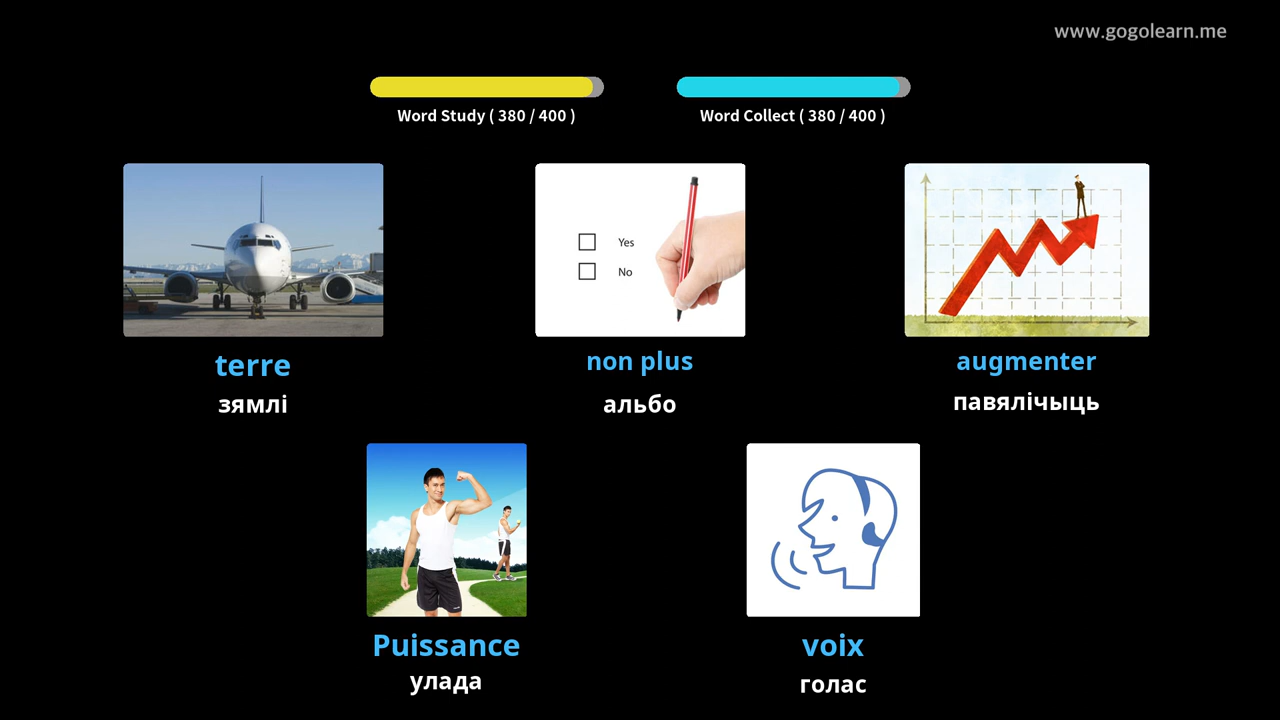 www.gogolearn.me
Word Study ( 380 / 400 )
Word Collect ( 380 / 400 )
Yes
No
terre
зямлі
non plus
альбо
augmenter
павялічыць
Puissance
улада
voix
голас